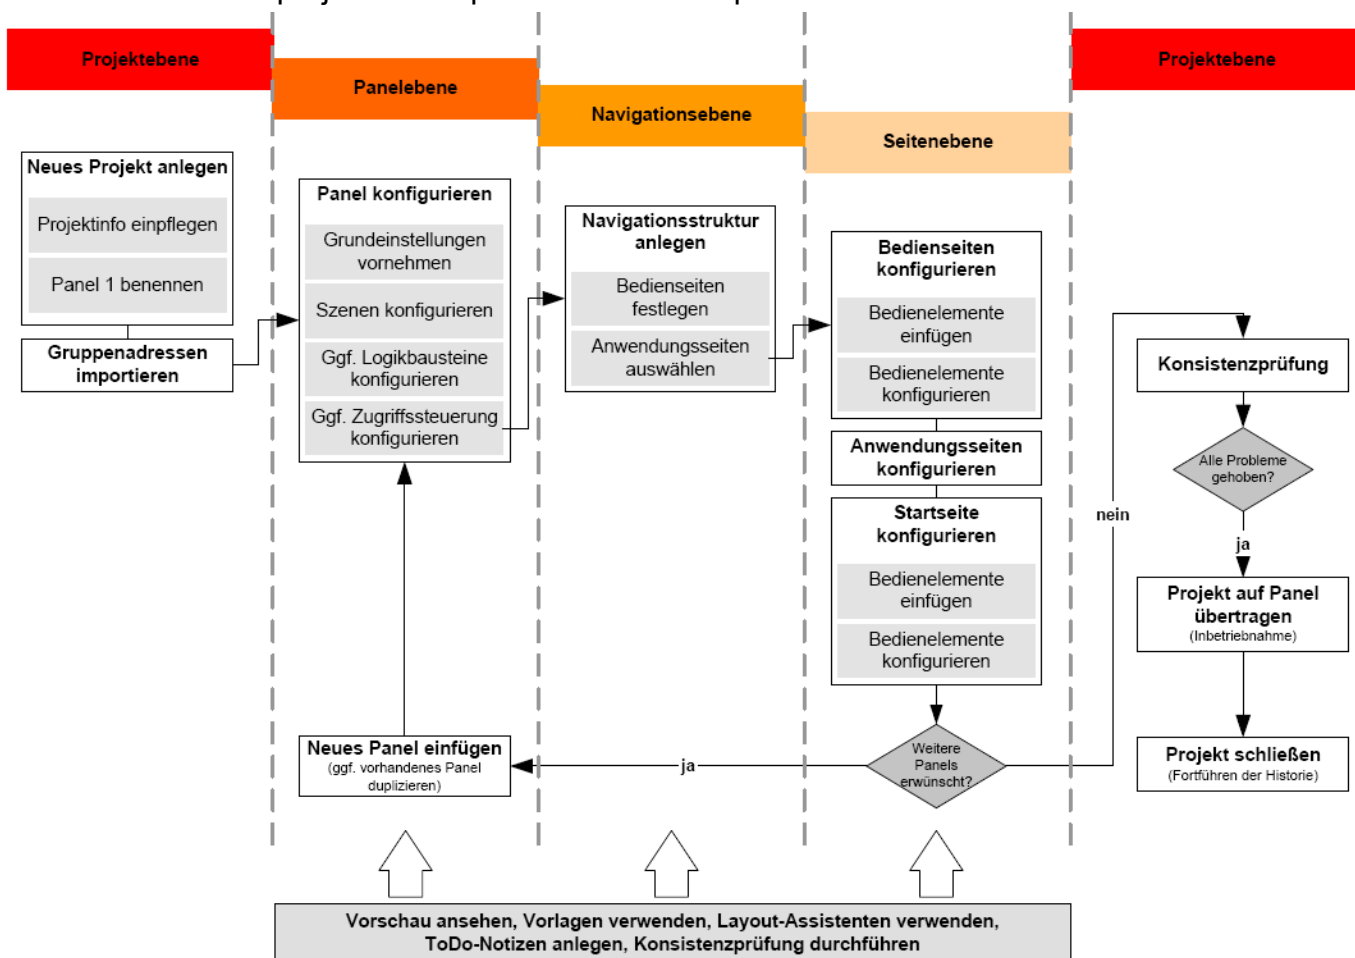 Projektebene
Panelebene
Navigationsebene
Seitenebene
Projektebene
Neues Projekt anlegen
Projektinfo einpflegen
Panel 1 benennen
Gruppenadressen
importieren
Panel konfigurieren
Grundeinstellungen
vornehmen
Szenen konfigurieren
Ggf. Logikbausteine
konfigurieren
Ggf. Zugriffssteuerung
konfigurieren
Neues Panel einfügen
(ggf. vorhandenes Panel
duplizieren)
Navigationsstruktur
anlegen
Bedienseiten
festlegen
Anwendungsseiten
auswählen
Bedienseiten
konfigurieren
Bedienelemente
einfügen
Bedienelemente
konfigurieren
Anwendungsseiten
konfigurieren
Startseite
konfigurieren
Bedienelemente
einfügen
Bedienelemente
konfigurieren
Weitere
Panels
erwünscht?
ja
nein
Konsistenzprüfung
Alle Probleme
gehoben?
ja
Projekt auf Panel
übertragen
(Inbetriebnahme)
Projekt schließen
(Fortführen der Historie)
Vorschau ansehen, Vorlagen verwenden, Layout-Assistenten verwenden,
ToDo-Notizen anlegen, Konsistenzprüfung durchführen